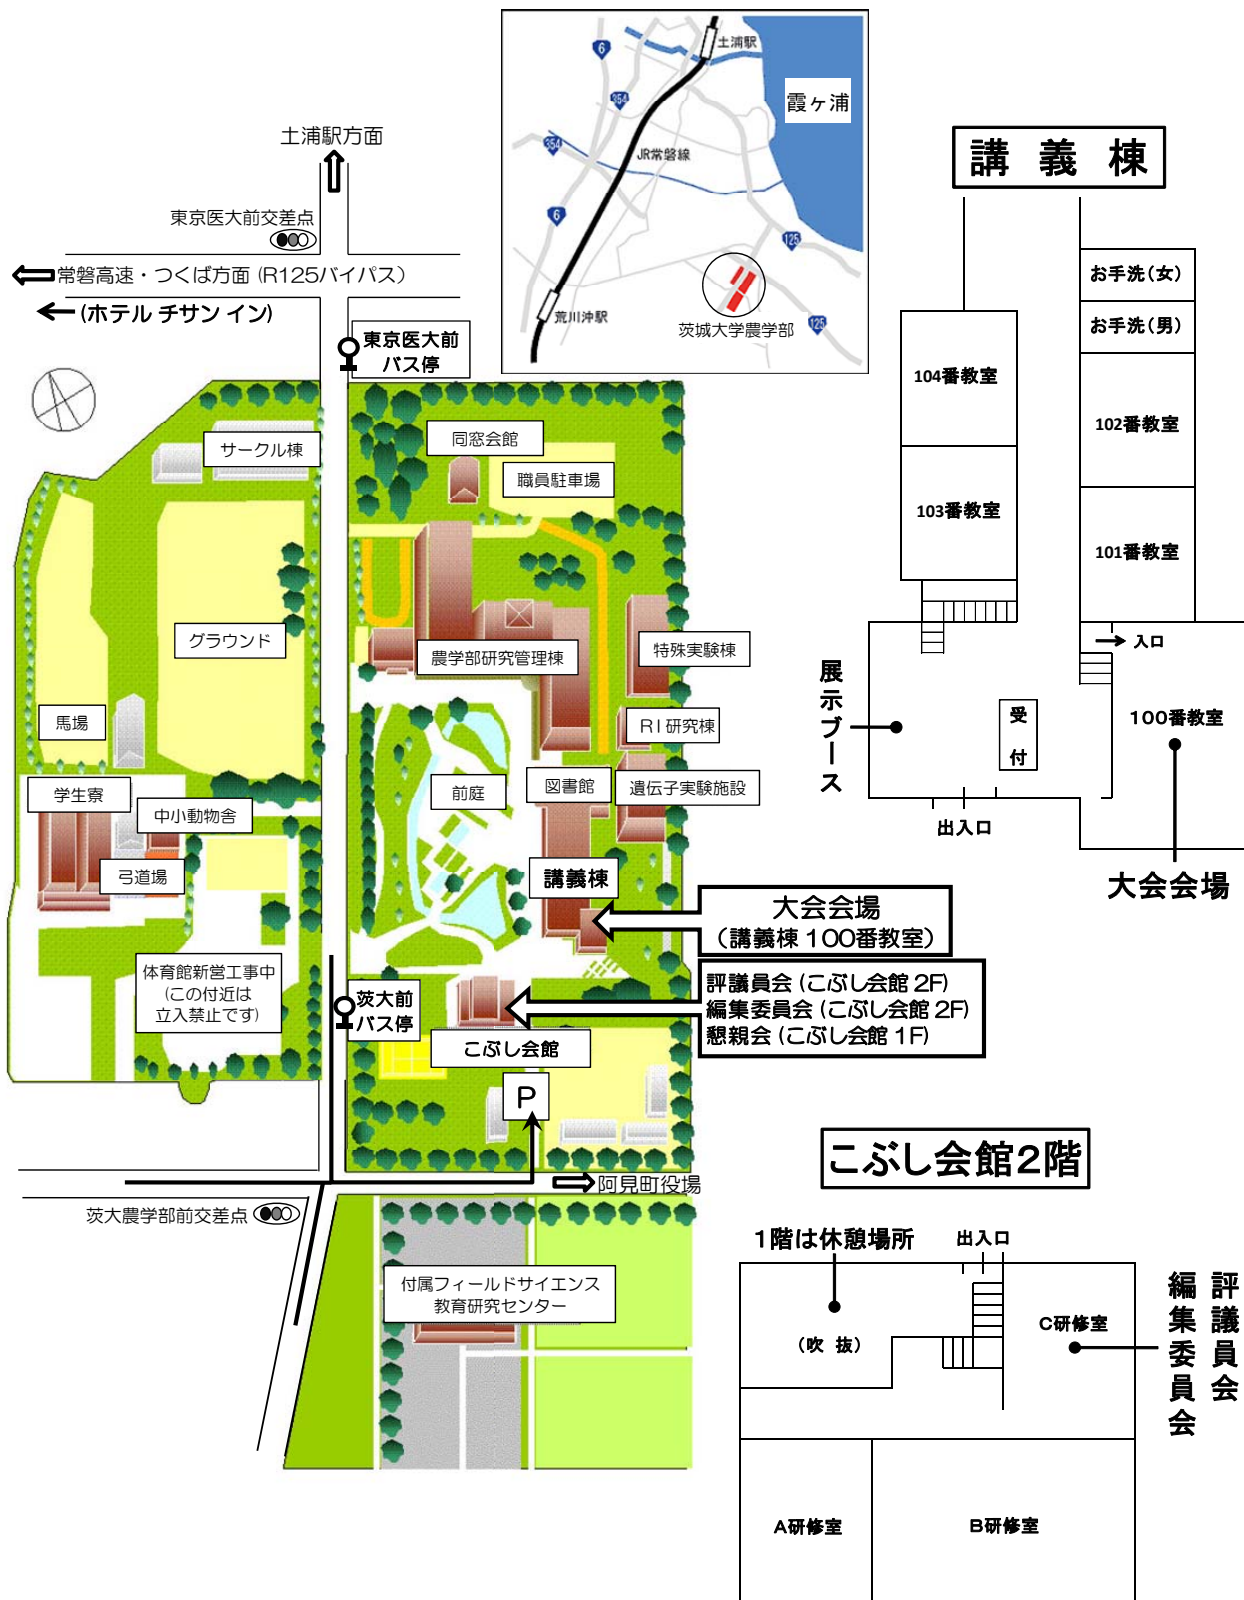 6
土浦駅
354
霞ヶ浦
354
JR常磐線
6
125
荒川沖駅
125
茨城大学農学部
土浦駅方面
東京医大前交差点
常磐高速・つくば方面 (R125バイパス)
(ホテル チサン イン)
東京医大前
バス停
サークル棟
同窓会館
職員駐車場
グラウンド
農学部研究管理棟
特殊実験棟
馬場
RI研究棟
学生寮
中小動物舎
前庭
図書館
遺伝子実験施設
弓道場
講義棟
大会会場
(講義棟 100番教室)
体育館新営工事中
(この付近は
立入禁止です)
茨大前
バス停
評議員会 (こぶし会館 2F)
編集委員会 (こぶし会館 2F)
懇親会 (こぶし会館 1F)
こぶし会館
P
阿見町役場
茨大農学部前交差点
付属フィールドサイエンス
教育研究センター
講義棟
お手洗(女)
お手洗(男)
104番教室
102番教室
103番教室
101番教室
入口
展示ブース
受付
100番教室
出入口
大会会場
こぶし会館2階
1階は休憩場所
出入口
(吹 抜)
C研修室
評議員会
編集委員会
A研修室
B研修室